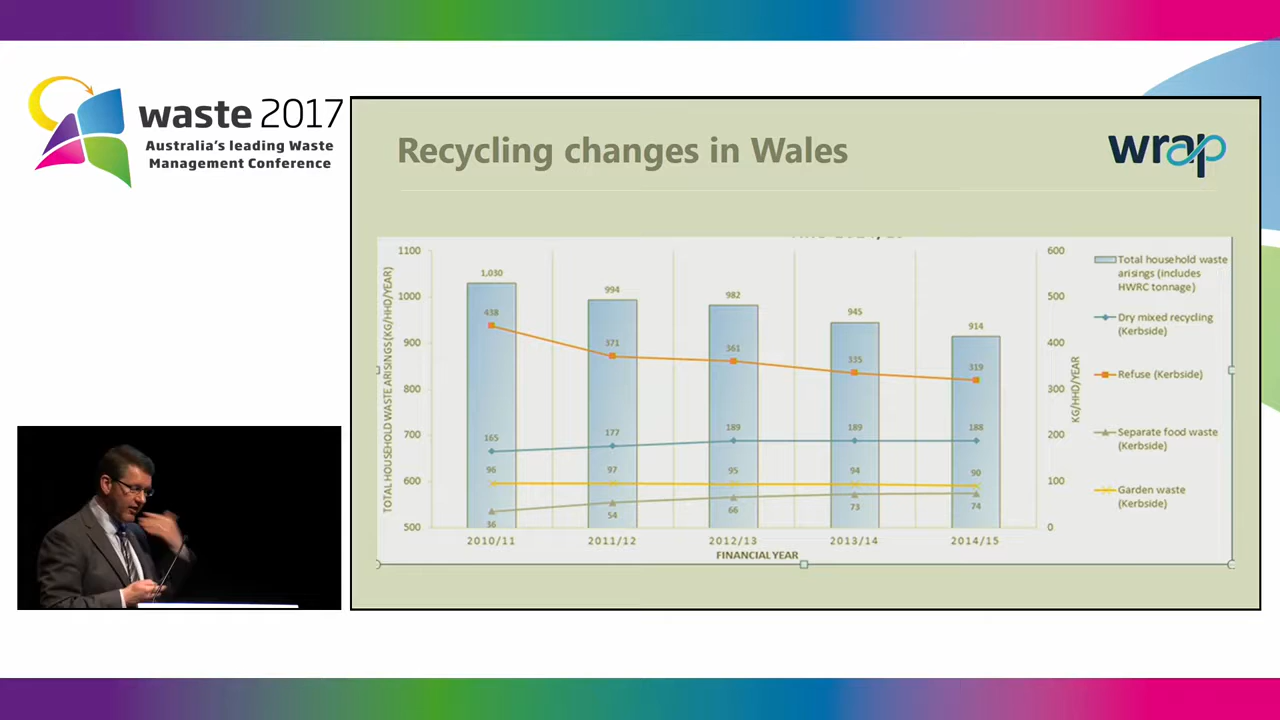 waste 2017
Australia's leading Waste
Management Conference
Recycling changes in Wales
wrap
TOTAL HOUSEHOLD WASTE ARISINGS (KG/HHD/YEAR)
1100
1000
900
800
700
600
500
1,030
994
982
945
914
438
371
361
335
319
165
177
189
189
188
96
97
95
94
90
36
54
66
73
74
2010/11
2011/12
2012/13
2013/14
2014/15
FINANCIAL YEAR
600
500
400
300
200
100
0
KG/HHD/YEAR
Total household waste
arisings (includes
HWRC tonnage)
Dry mixed recycling
(Kerbside)
Refuse (Kerbside)
Separate food waste
(Kerbside)
Garden waste
(Kerbside)